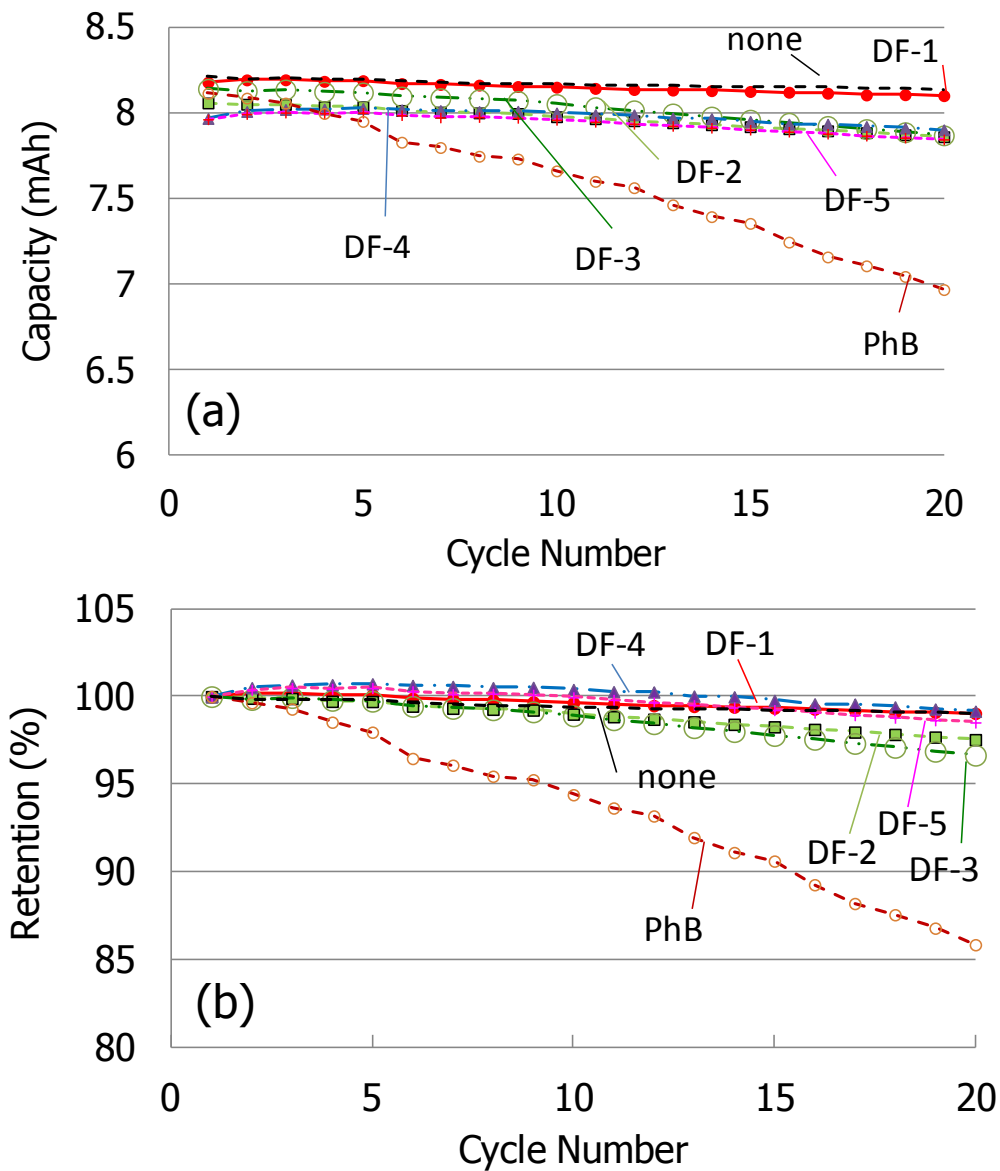 8.5
none
DF-1
8
DF-2
7.5
DF-5
DF-4
DF-3
7
PhB
6.5
(a)
6
0 5 10 15 20
Capacity (mAh)
Cycle Number
105
DF-4
DF-1
100
none
95
DF-5
DF-2
DF-3
90
PhB
85
(b)
80
0 5 10 15 20
Retention (%)
Cycle Number